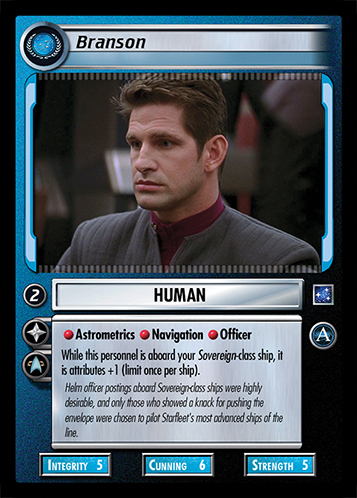 Branson
2
HUMAN
A
Astrometrics Navigation Officer
While this personnel is aboard your Sovereign-class ship, it
is attributes +1 (limit once per ship).
Helm officer postings aboard Sovereign-class ships were highly
desirable, and only those who showed a knack for pushing the
envelope were chosen to pilot Starfleet's most advanced ships of the
line.
INTEGRITY 5 CUNNING 6 STRENGTH 5